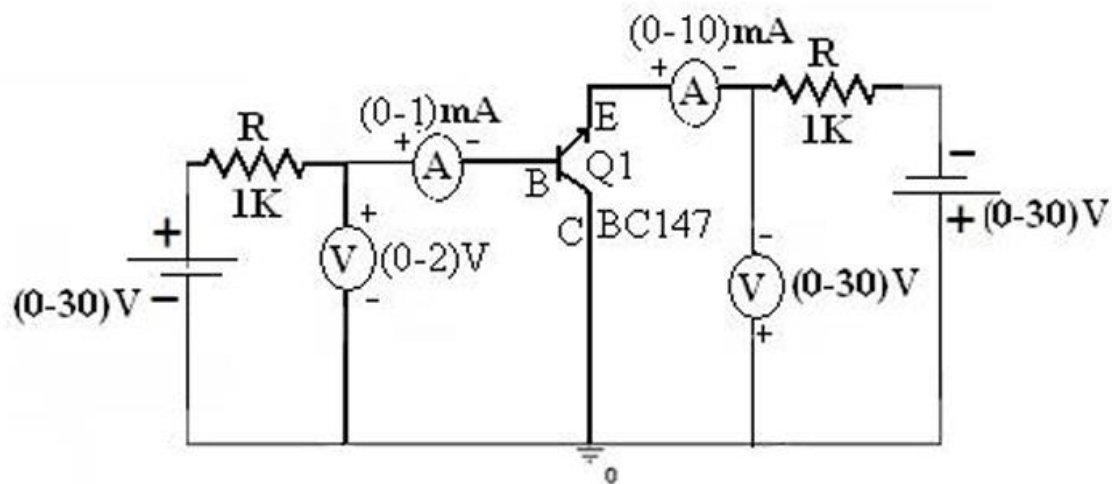 (0-10)mA
+ A -
R
1K
(0-1)mA
+ A -
R
1K
E
B
Q1
C
BC147
+
(0-30)V
-
+
V
(0-2)V
-
-
V
(0-30)V
+
-
+
(0-30)V
0